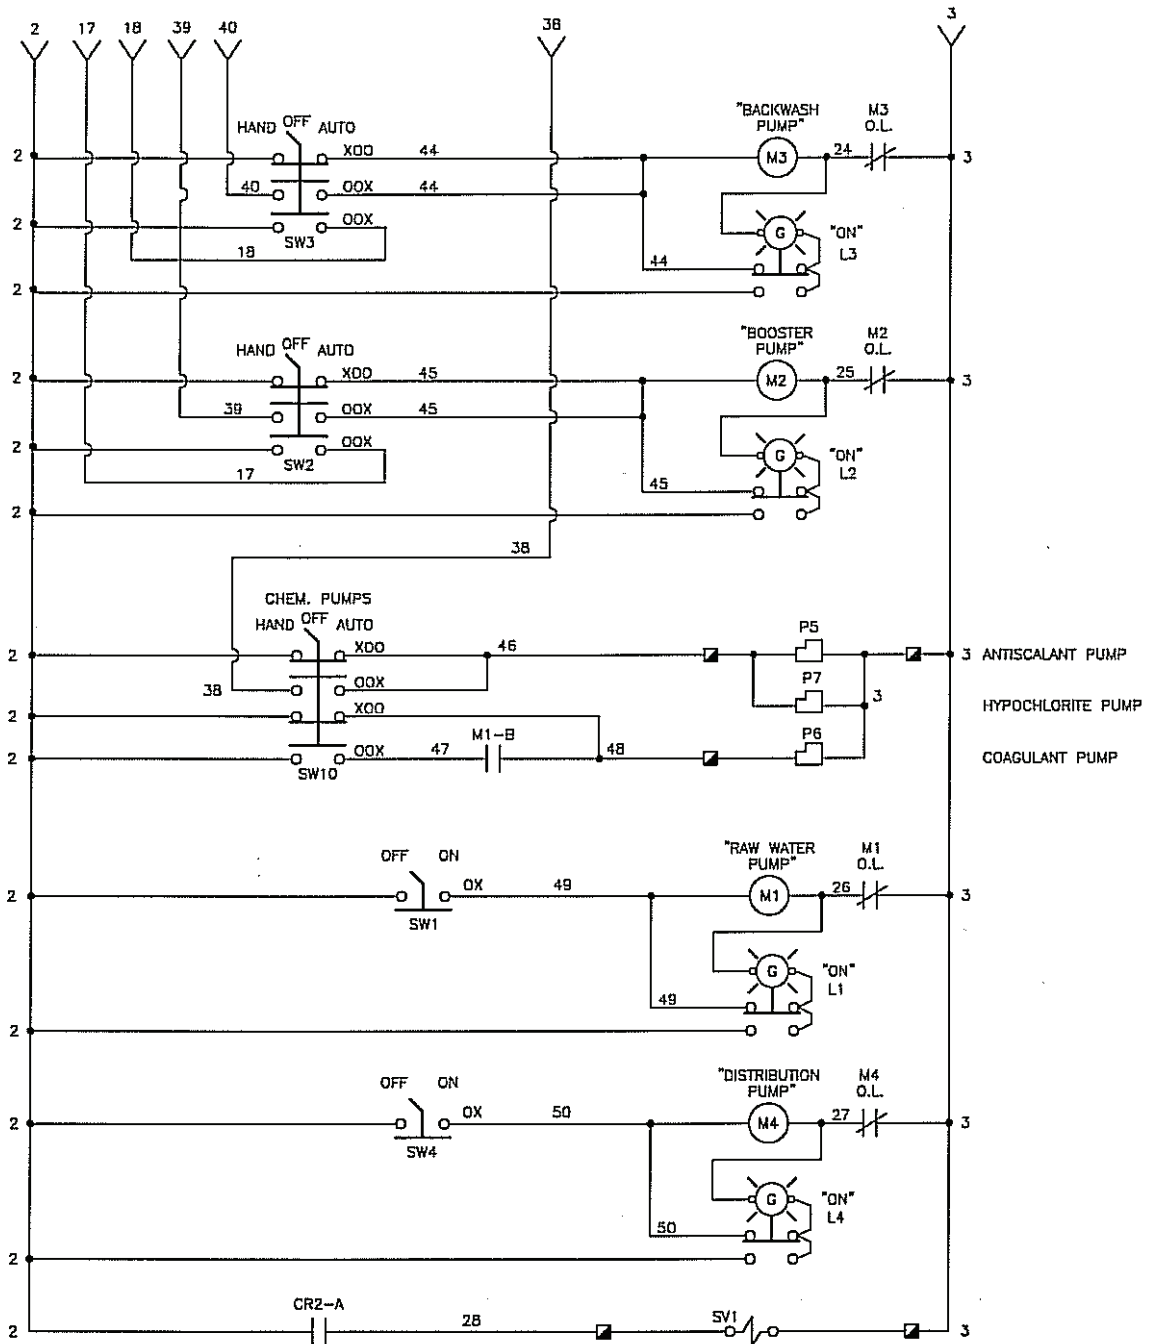 2 17 18 39 40 38 3
"BACKWASH PUMP" M3 O.L.
HAND OFF AUTO
2 XOO 44 M3 24 3
40 OOX 44
2 OOX G "ON" L3
SW3
18 44
2
"BOOSTER PUMP" M2 O.L.
HAND OFF AUTO
2 XOO 45 M2 25 3
39 OOX 45
2 OOX G "ON" L2
SW2
17 45
2
38
CHEM. PUMPS
HAND OFF AUTO P5
2 XOO 46 3 ANTISCALANT PUMP
38 OOX P7
3 HYPOCHLORITE PUMP
2 XOO
M1-B P6
2 OOX 47 48 COAGULANT PUMP
SW10
"RAW WATER PUMP" M1 O.L.
OFF ON
2 OX 49 M1 26 3
SW1
G "ON" L1
49
2
"DISTRIBUTION PUMP" M4 O.L.
OFF ON
2 OX 50 M4 27 3
SW4
G "ON" L4
50
2
CR2-A
2 28 SV1 3